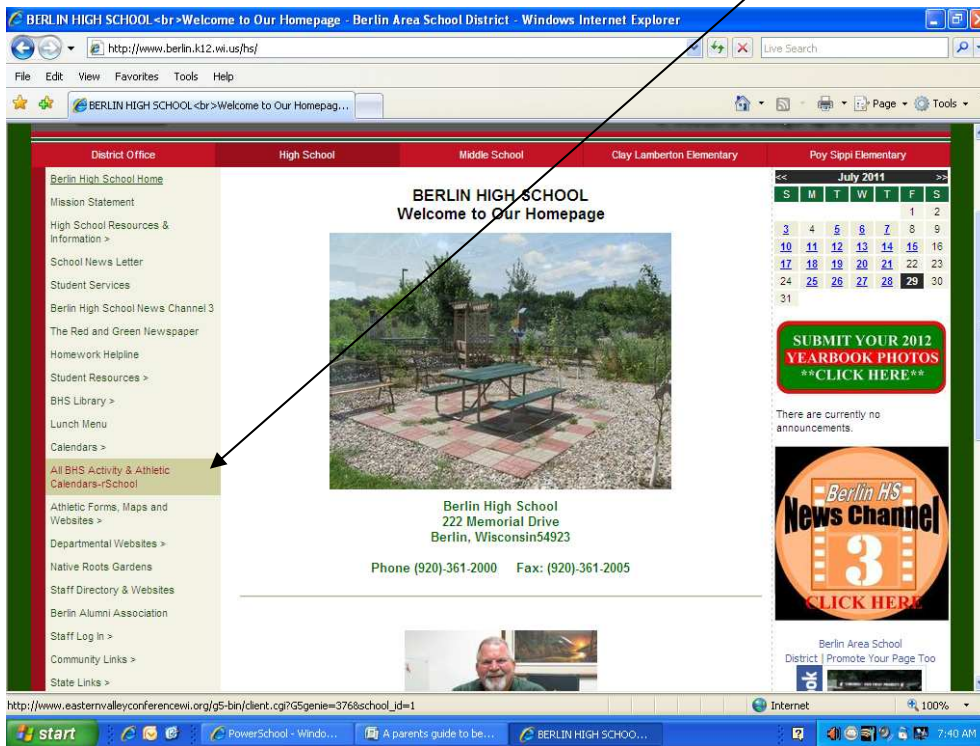 BERLIN HIGH SCHOOL<br>Welcome to Our Homepage - Berlin Area School District - Windows Internet Explorer
http://www.berlin.k12.wi.us/hs/
Live Search
File Edit View Favorites Tools Help
BERLIN HIGH SCHOOL<br>Welcome to Our Homepag...
Page Tools
District Office High School Middle School Clay Lamberton Elementary Poy Sippi Elementary
Berlin High School Home
Mission Statement
High School Resources &
Information >
School News Letter
Student Services
Berlin High School News Channel 3
The Red and Green Newspaper
Homework Helpline
Student Resources >
BHS Library >
Lunch Menu
Calendars >
All BHS Activity & Athletic
Calendars-rSchool
Athletic Forms, Maps and
Websites >
Departmental Websites >
Native Roots Gardens
Staff Directory & Websites
Berlin Alumni Association
Staff Log In >
Community Links >
State Links >
BERLIN HIGH SCHOOL
Welcome to Our Homepage
Berlin High School
222 Memorial Drive
Berlin, Wisconsin54923
Phone (920)-361-2000 Fax: (920)-361-2005
<< July 2011 >>
S M T W T F S
1 2
3 4 5 6 7 8 9
10 11 12 13 14 15 16
17 18 19 20 21 22 23
24 25 26 27 28 29 30
31
SUBMIT YOUR 2012
YEARBOOK PHOTOS
**CLICK HERE**
There are currently no
announcements.
Berlin HS
News Channel
3
CLICK HERE
Berlin Area School
District | Promote Your Page Too
http://www.easternvalleyconferencewi.org/g5-bin/client.cgi?G5genie=376&school_id=1
Internet 100%
start
PowerSchool - Windo...
A parents guide to be...
BERLIN HIGH SCHOO...
7:40 AM